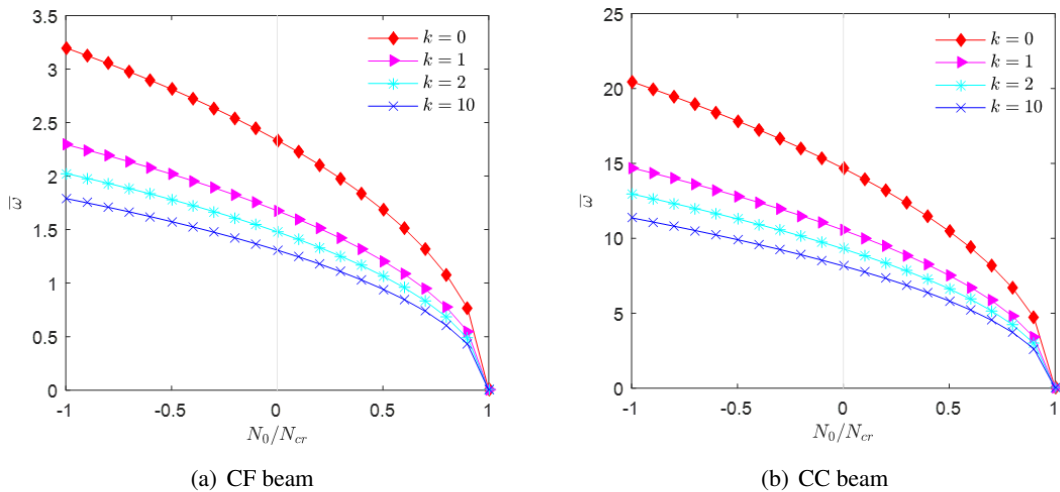 3.5
3
2.5
2
1.5
1
0.5
0
ω̅
-1 -0.5 0 0.5 1
N₀/N_cr
k = 0
k = 1
k = 2
k = 10
(a) CF beam
25
20
15
10
5
0
ω̅
-1 -0.5 0 0.5 1
N₀/N_cr
k = 0
k = 1
k = 2
k = 10
(b) CC beam